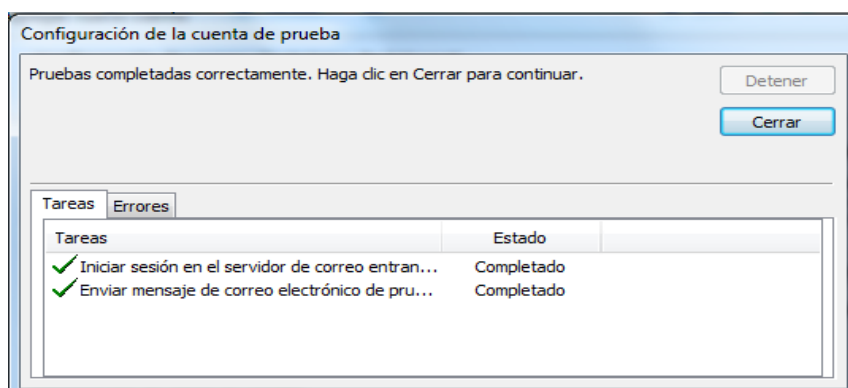 Configuración de la cuenta de prueba
Pruebas completadas correctamente. Haga clic en Cerrar para continuar.
Detener
Cerrar
Tareas Errores
Tareas Estado
Iniciar sesión en el servidor de correo entran... Completado
Enviar mensaje de correo electrónico de pru... Completado